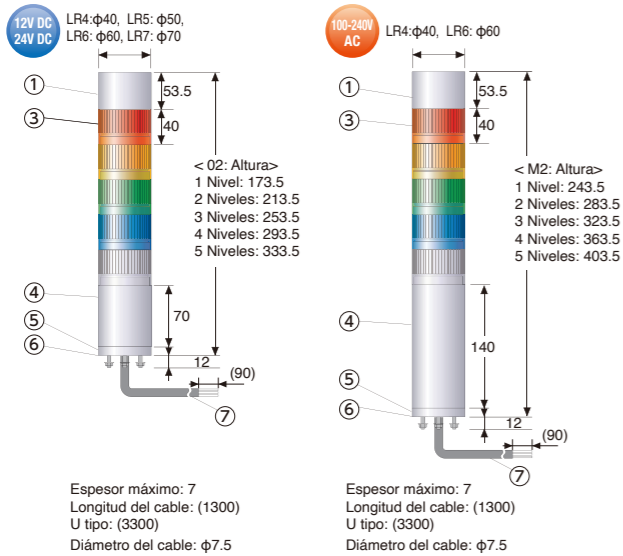 12V DC
24V DC
LR4:ϕ40, LR5: ϕ50,
LR6: ϕ60, LR7: ϕ70
①
53.5
③
40
< 02: Altura>
1 Nivel: 173.5
2 Niveles: 213.5
3 Niveles: 253.5
4 Niveles: 293.5
5 Niveles: 333.5
④
70
⑤
⑥
12
(90)
⑦
Espesor máximo: 7
Longitud del cable: (1300)
U tipo: (3300)
Diámetro del cable: ϕ7.5
100-240V
AC
LR4:ϕ40, LR6: ϕ60
①
53.5
③
40
< M2: Altura>
1 Nivel: 243.5
2 Niveles: 283.5
3 Niveles: 323.5
4 Niveles: 363.5
5 Niveles: 403.5
④
140
⑤
⑥
12
(90)
⑦
Espesor máximo: 7
Longitud del cable: (1300)
U tipo: (3300)
Diámetro del cable: ϕ7.5